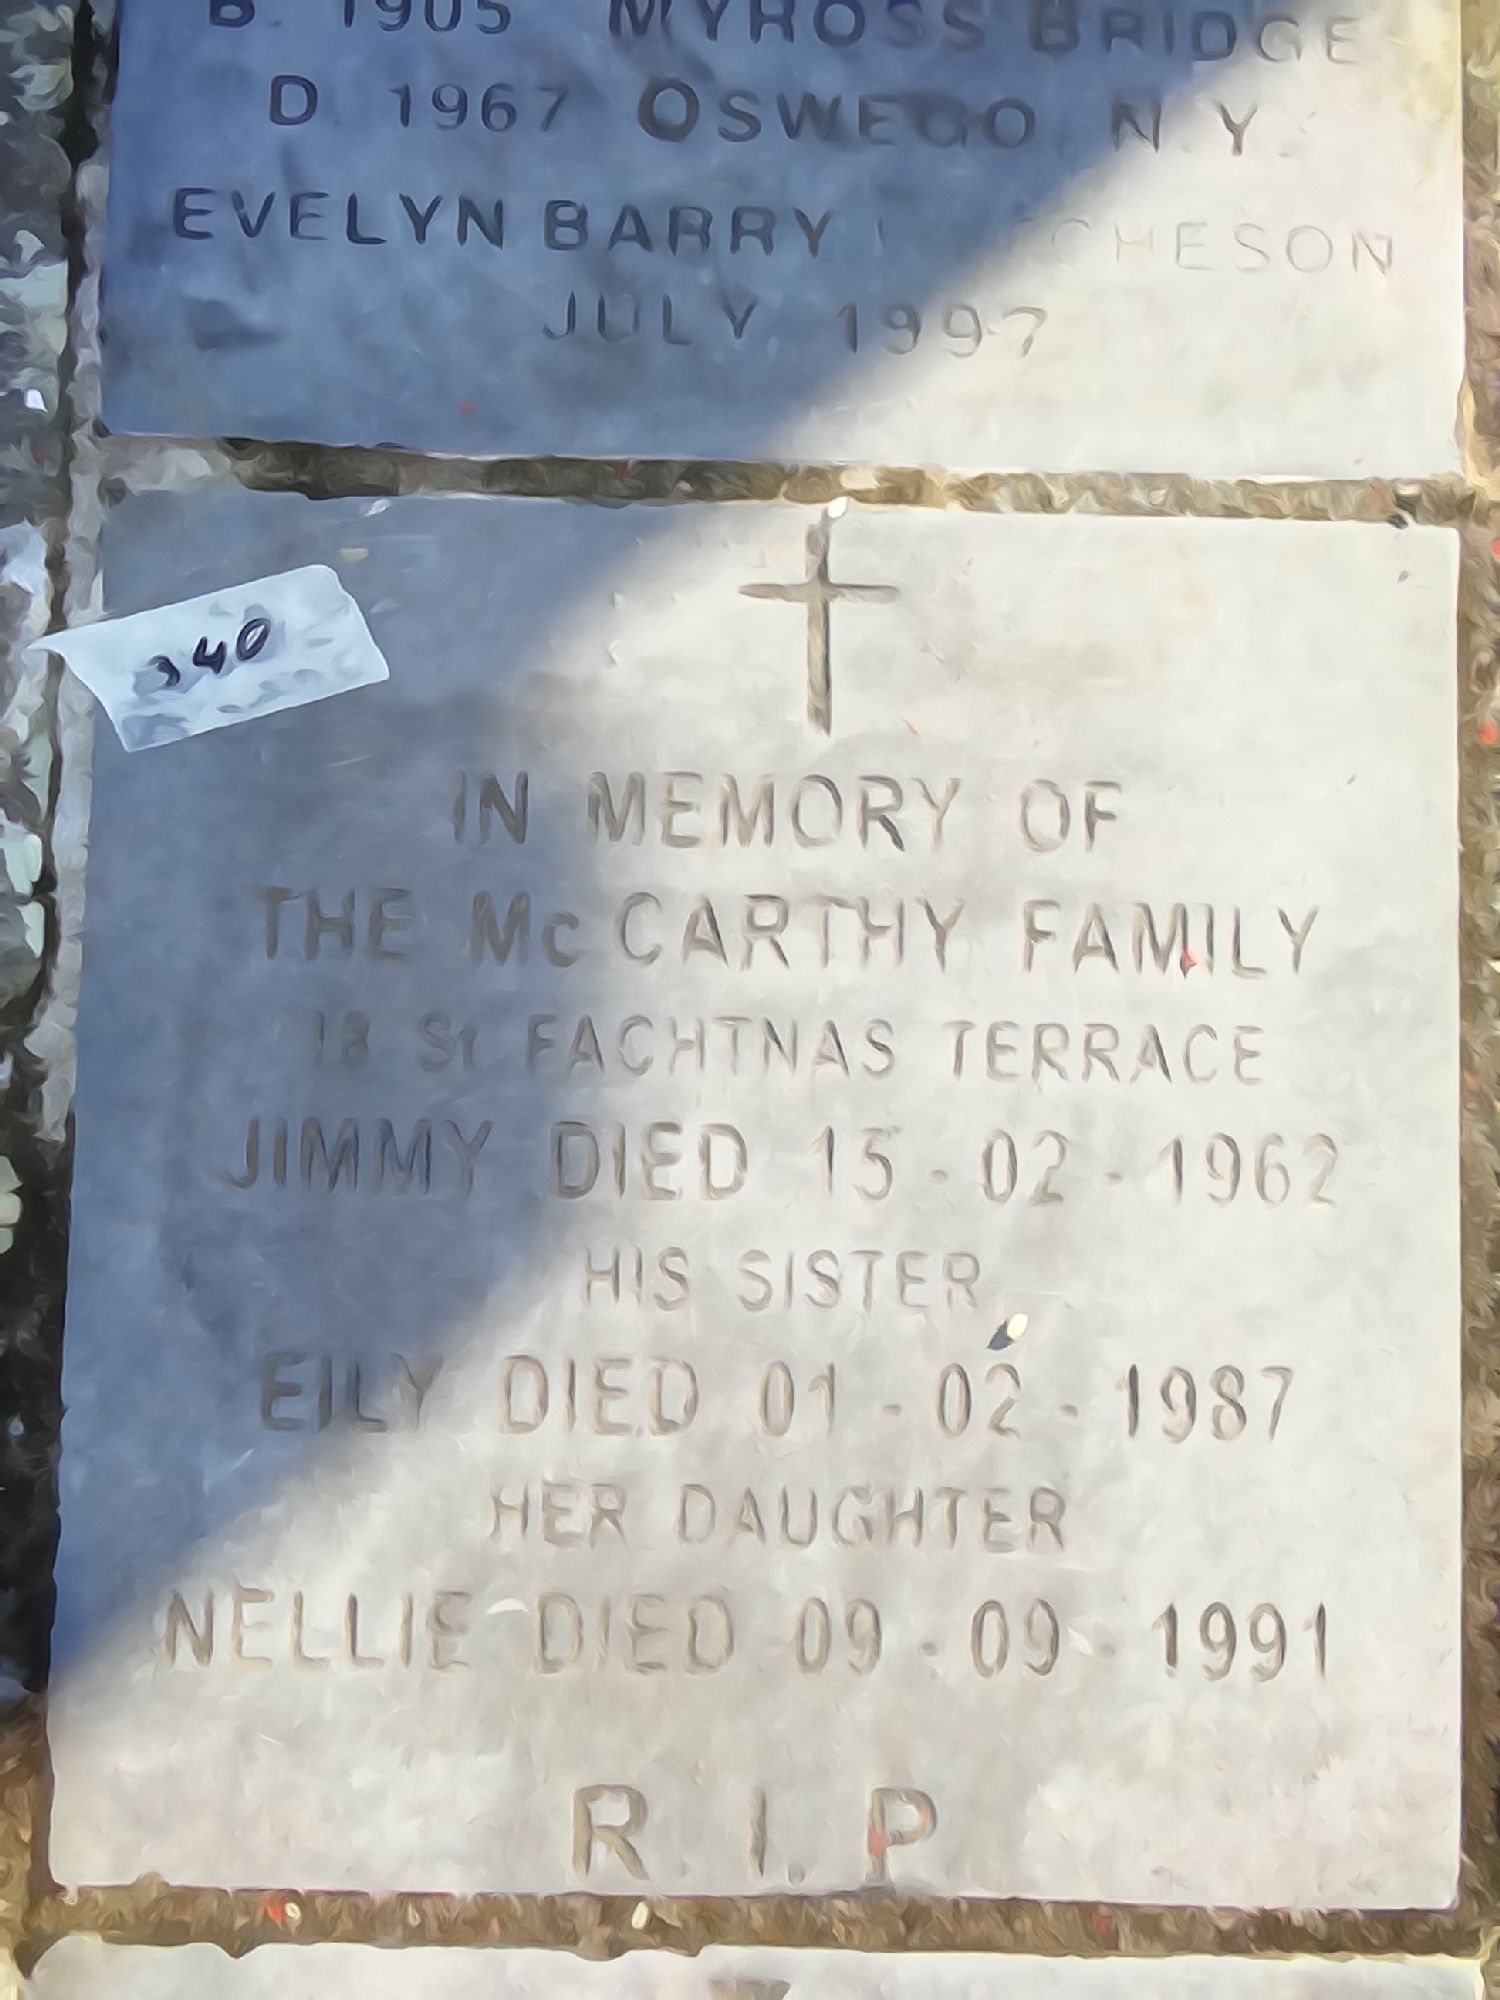 B. 1905 MYROSS BRIDGE
D. 1967 OSWEGO N.Y.
EVELYN BARRY
JULY 1997
340
IN MEMORY OF
THE McCARTHY FAMILY
18 St. FACHTNAS TERRACE
JIMMY DIED 15-02-1962
HIS SISTER
EILY DIED 01-02-1987
HER DAUGHTER
NELLIE DIED 09-09-1991
R.I.P